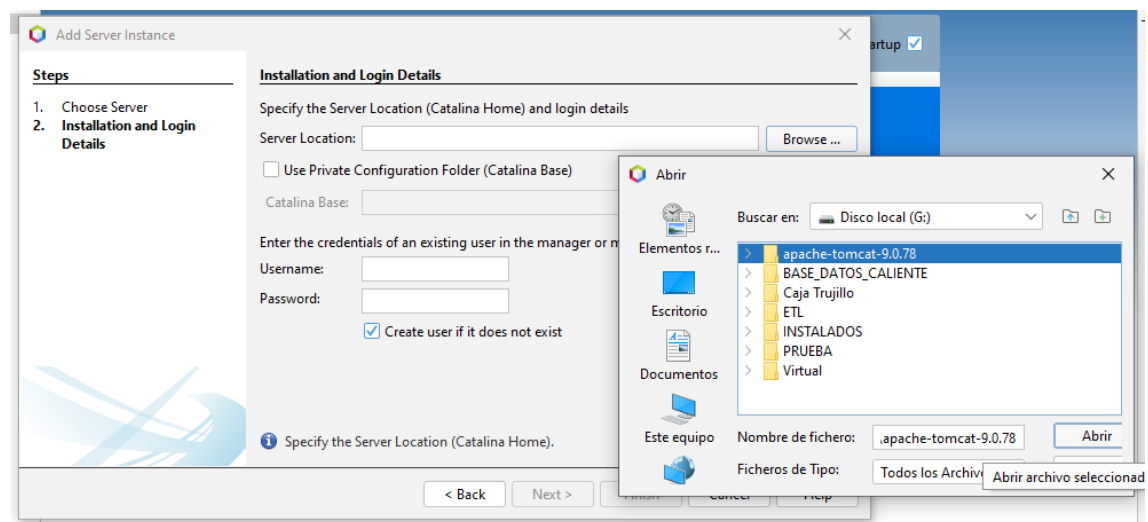 Add Server Instance
artup
Steps
1. Choose Server
2. Installation and Login
Details
Installation and Login Details
Specify the Server Location (Catalina Home) and login details
Server Location:
Browse ...
Use Private Configuration Folder (Catalina Base)
Catalina Base:
Enter the credentials of an existing user in the manager or m
Username:
Password:
Create user if it does not exist
Specify the Server Location (Catalina Home).
< Back
Next >
Finish
Cancel
Help
Abrir
Buscar en:
Disco local (G:)
Elementos r...
Escritorio
Documentos
Este equipo
apache-tomcat-9.0.78
BASE_DATOS_CALIENTE
Caja Trujillo
ETL
INSTALADOS
PRUEBA
Virtual
Nombre de fichero:
apache-tomcat-9.0.78
Abrir
Ficheros de Tipo:
Todos los Archiv
Abrir archivo seleccionad